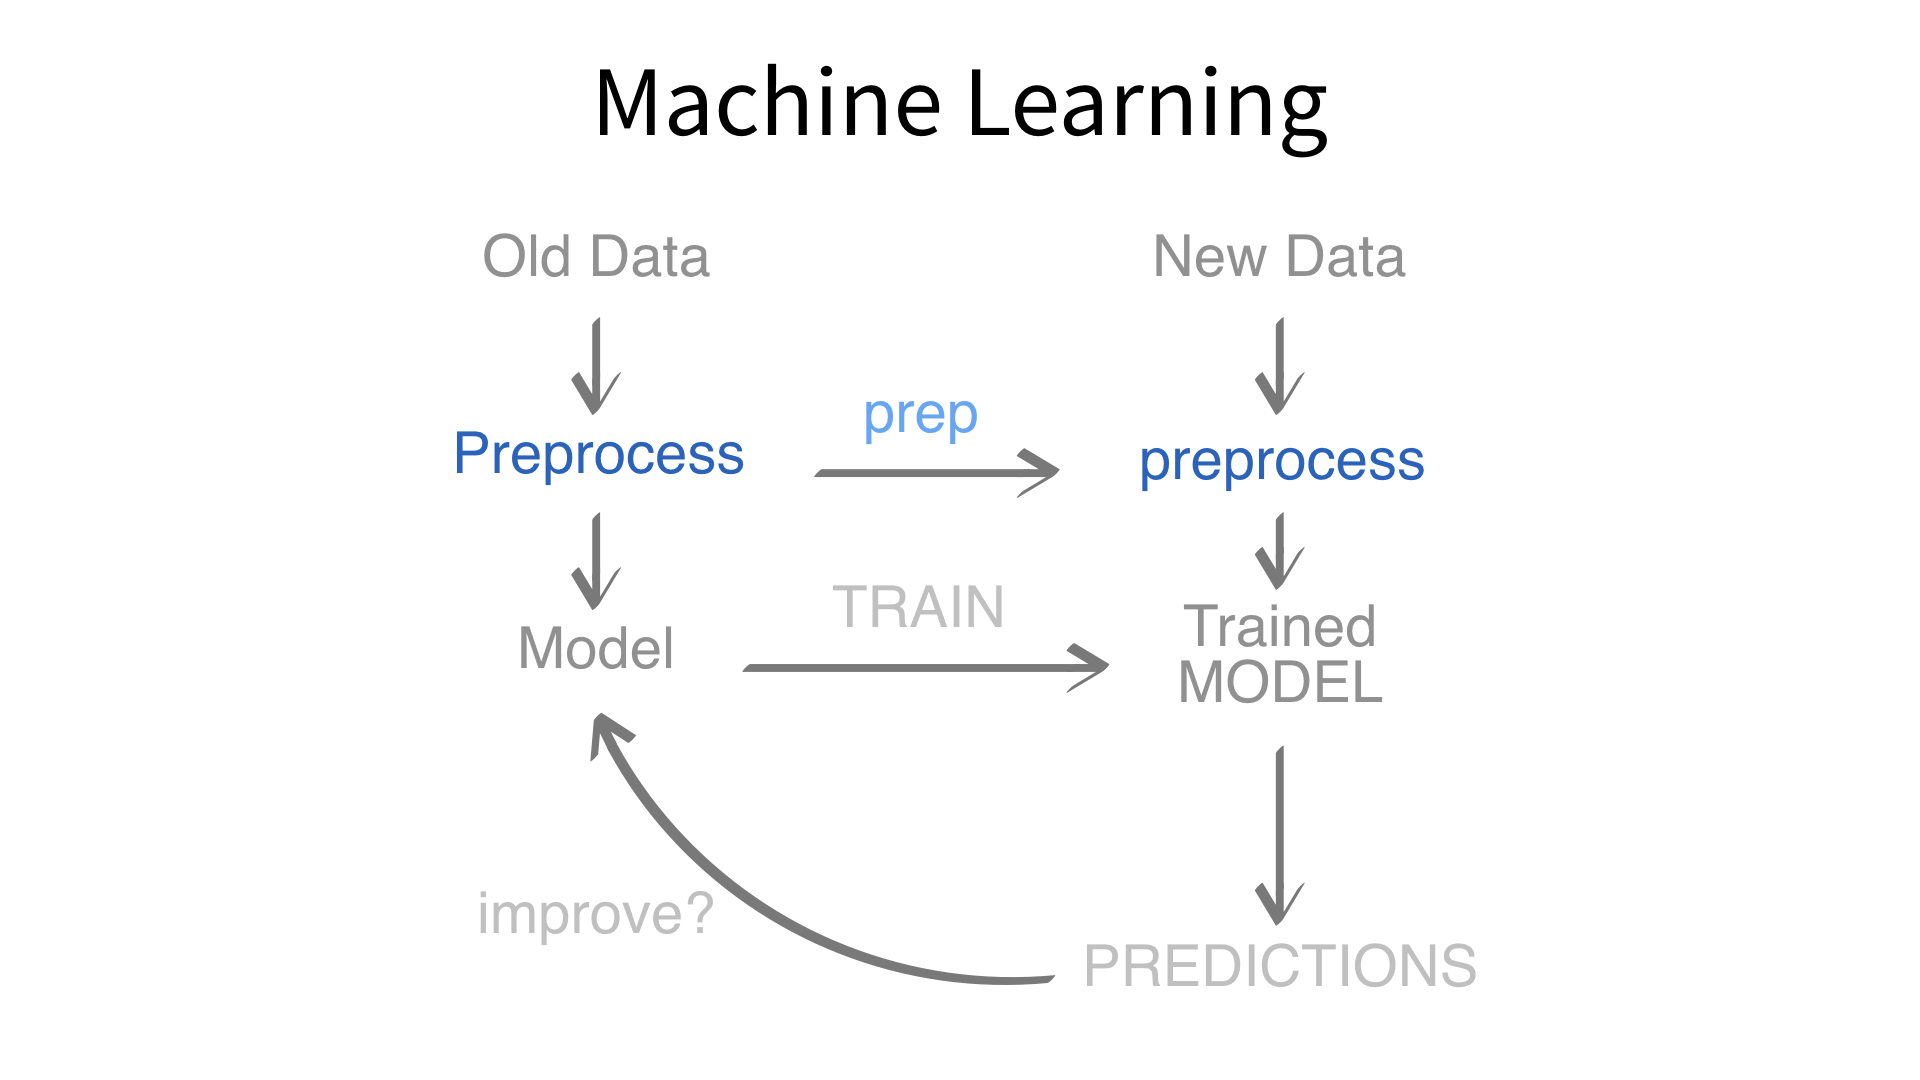 Machine Learning
Old Data
New Data
prep
Preprocess
preprocess
TRAIN
Model
Trained
MODEL
improve?
PREDICTIONS